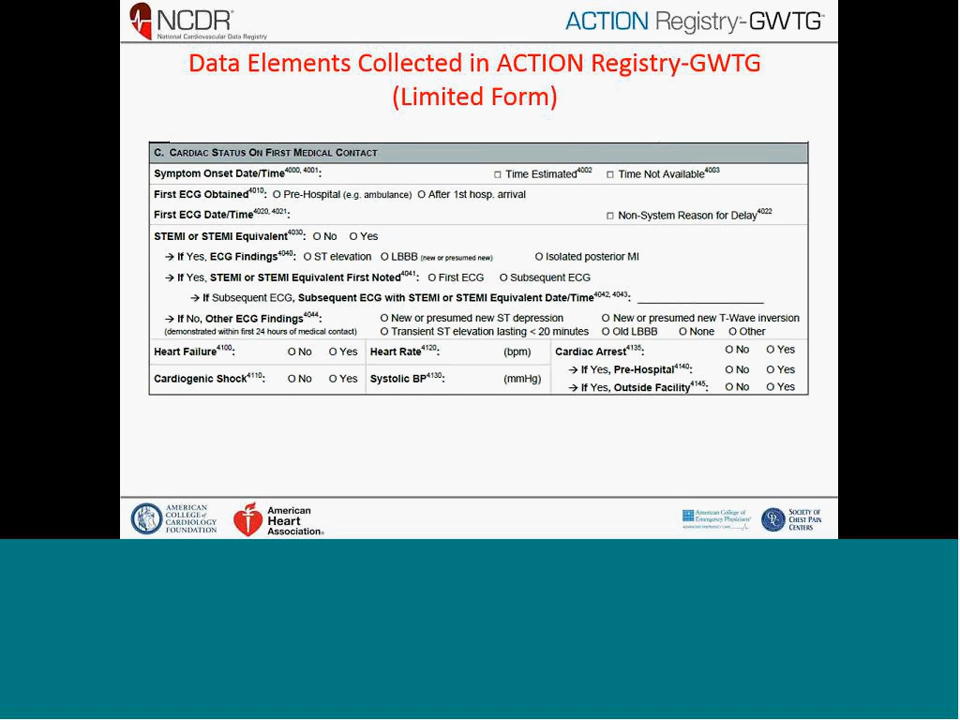 NCDR®
National Cardiovascular Data Registry
ACTION Registry-GWTG™
Data Elements Collected in ACTION Registry-GWTG
(Limited Form)
C. CARDIAC STATUS ON FIRST MEDICAL CONTACT
Symptom Onset Date/Time4000, 4001: □ Time Estimated4002 □ Time Not Available4003
First ECG Obtained4010: O Pre-Hospital (e.g. ambulance) O After 1st hosp. arrival
First ECG Date/Time4020, 4021: □ Non-System Reason for Delay4022
STEMI or STEMI Equivalent4030: O No O Yes
→ If Yes, ECG Findings4040: O ST elevation O LBBB (new or presumed new) O Isolated posterior MI
→ If Yes, STEMI or STEMI Equivalent First Noted4041: O First ECG O Subsequent ECG
→ If Subsequent ECG, Subsequent ECG with STEMI or STEMI Equivalent Date/Time4042, 4043: ____________________
→ If No, Other ECG Findings4044: O New or presumed new ST depression O New or presumed new T-Wave inversion
(demonstrated within first 24 hours of medical contact) O Transient ST elevation lasting < 20 minutes O Old LBBB O None O Other
Heart Failure4100: O No O Yes Heart Rate4120: (bpm) Cardiac Arrest4135: O No O Yes
→ If Yes, Pre-Hospital4140: O No O Yes
Cardiogenic Shock4110: O No O Yes Systolic BP4130: (mmHg)
→ If Yes, Outside Facility4145: O No O Yes
AMERICAN
COLLEGE of
CARDIOLOGY
FOUNDATION
American
Heart
Association®
American College of
Emergency Physicians®
SOCIETY OF
CHEST PAIN
CENTERS